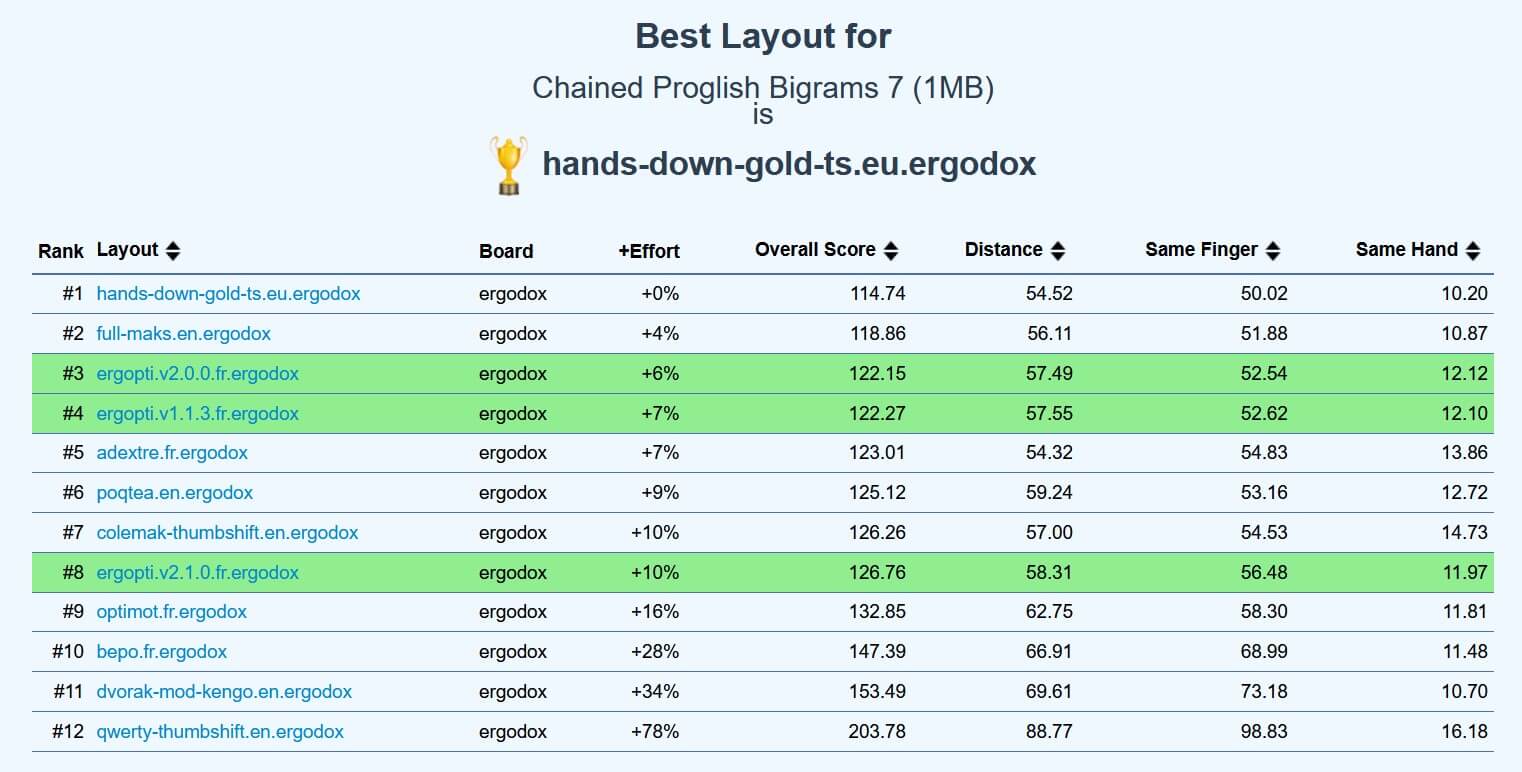 Best Layout for
Chained Proglish Bigrams 7 (1MB)
is
hands-down-gold-ts.eu.ergodox
Rank Layout Board +Effort Overall Score Distance Same Finger Same Hand
#1 hands-down-gold-ts.eu.ergodox ergodox +0% 114.74 54.52 50.02 10.20
#2 full-maks.en.ergodox ergodox +4% 118.86 56.11 51.88 10.87
#3 ergopti.v2.0.0.fr.ergodox ergodox +6% 122.15 57.49 52.54 12.12
#4 ergopti.v1.1.3.fr.ergodox ergodox +7% 122.27 57.55 52.62 12.10
#5 adextre.fr.ergodox ergodox +7% 123.01 54.32 54.83 13.86
#6 poqtea.en.ergodox ergodox +9% 125.12 59.24 53.16 12.72
#7 colemak-thumbshift.en.ergodox ergodox +10% 126.26 57.00 54.53 14.73
#8 ergopti.v2.1.0.fr.ergodox ergodox +10% 126.76 58.31 56.48 11.97
#9 optimot.fr.ergodox ergodox +16% 132.85 62.75 58.30 11.81
#10 bepo.fr.ergodox ergodox +28% 147.39 66.91 68.99 11.48
#11 dvorak-mod-kengo.en.ergodox ergodox +34% 153.49 69.61 73.18 10.70
#12 qwerty-thumbshift.en.ergodox ergodox +78% 203.78 88.77 98.83 16.18